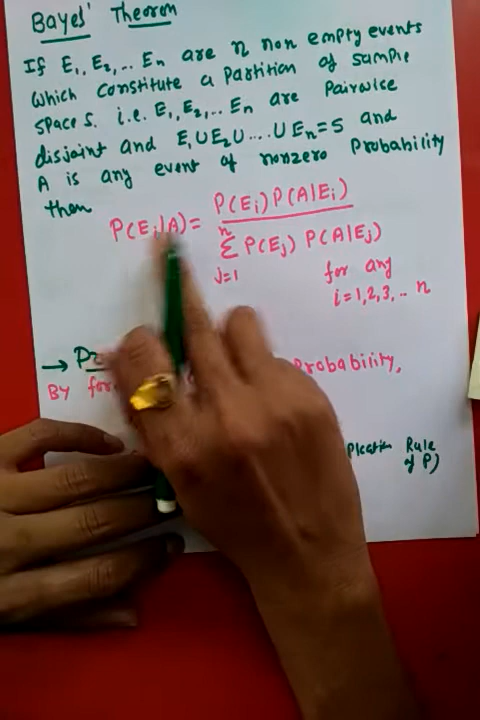 Bayes' Theorem
If E1, E2, .. En are n non empty events
which constitute a Partition of sample
space S. i.e. E1, E2, .. En are Pairwise
disjoint and E1 U E2 U .... U En = S and
A is any event of nonzero Probability
then
P(Ei|A) = P(Ei) P(A|Ei)
n
Σ P(Ej) P(A|Ej)
j=1
for any
i = 1, 2, 3, .. n
→
By
Probability,
Rule
of P)